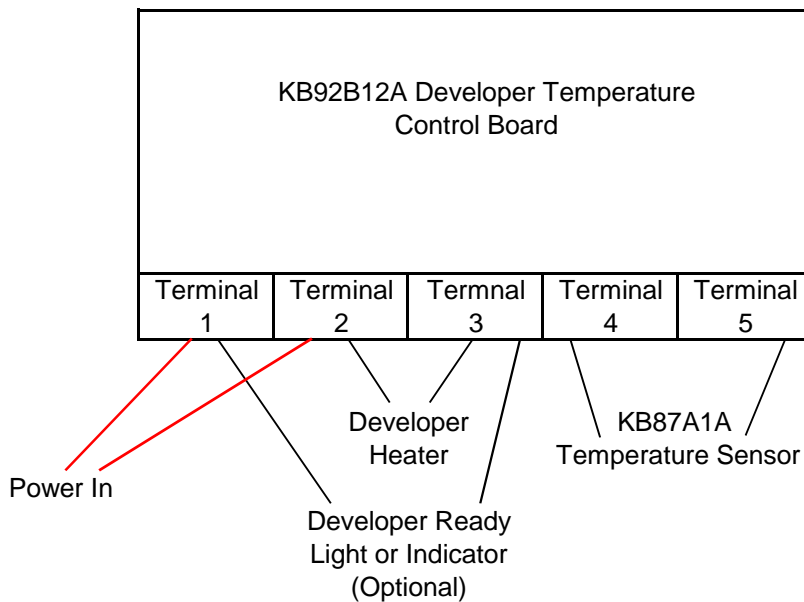 KB92B12A Developer Temperature
Control Board
Terminal
1
Terminal
2
Termnal
3
Terminal
4
Terminal
5
Developer
Heater
KB87A1A
Temperature Sensor
Power In
Developer Ready
Light or Indicator
(Optional)